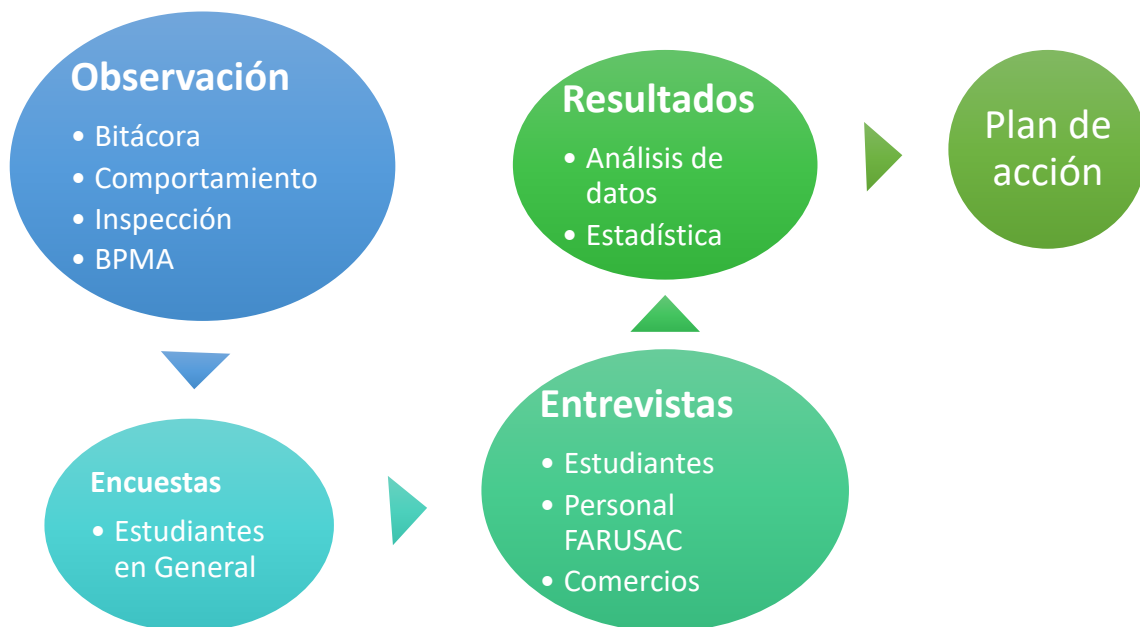 Observación
• Bitácora
• Comportamiento
• Inspección
• BPMA
Encuestas
• Estudiantes
en General
Entrevistas
• Estudiantes
• Personal
FARUSAC
• Comercios
Resultados
• Análisis de
datos
• Estadística
Plan de
acción